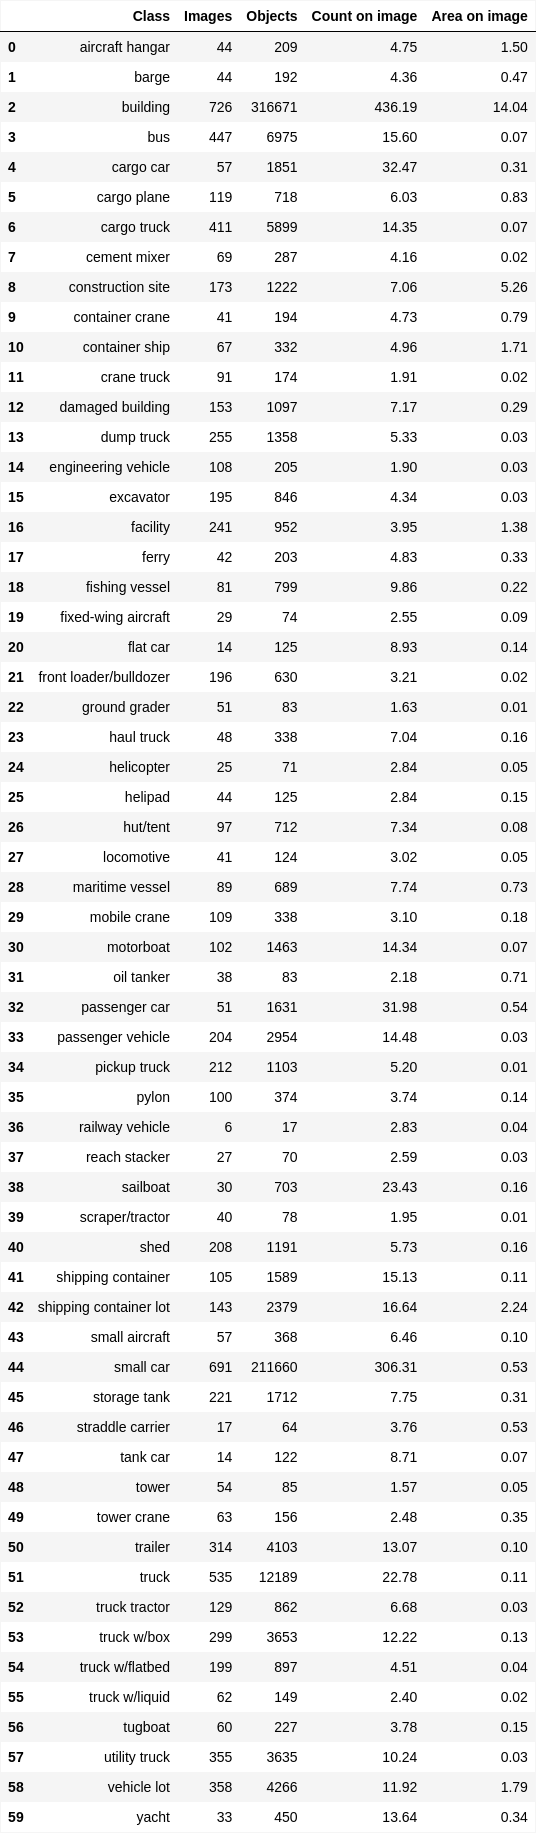 Class Images Objects Count on image Area on image
0 aircraft hangar 44 209 4.75 1.50
1 barge 44 192 4.36 0.47
2 building 726 316671 436.19 14.04
3 bus 447 6975 15.60 0.07
4 cargo car 57 1851 32.47 0.31
5 cargo plane 119 718 6.03 0.83
6 cargo truck 411 5899 14.35 0.07
7 cement mixer 69 287 4.16 0.02
8 construction site 173 1222 7.06 5.26
9 container crane 41 194 4.73 0.79
10 container ship 67 332 4.96 1.71
11 crane truck 91 174 1.91 0.02
12 damaged building 153 1097 7.17 0.29
13 dump truck 255 1358 5.33 0.03
14 engineering vehicle 108 205 1.90 0.03
15 excavator 195 846 4.34 0.03
16 facility 241 952 3.95 1.38
17 ferry 42 203 4.83 0.33
18 fishing vessel 81 799 9.86 0.22
19 fixed-wing aircraft 29 74 2.55 0.09
20 flat car 14 125 8.93 0.14
21 front loader/bulldozer 196 630 3.21 0.02
22 ground grader 51 83 1.63 0.01
23 haul truck 48 338 7.04 0.16
24 helicopter 25 71 2.84 0.05
25 helipad 44 125 2.84 0.15
26 hut/tent 97 712 7.34 0.08
27 locomotive 41 124 3.02 0.05
28 maritime vessel 89 689 7.74 0.73
29 mobile crane 109 338 3.10 0.18
30 motorboat 102 1463 14.34 0.07
31 oil tanker 38 83 2.18 0.71
32 passenger car 51 1631 31.98 0.54
33 passenger vehicle 204 2954 14.48 0.03
34 pickup truck 212 1103 5.20 0.01
35 pylon 100 374 3.74 0.14
36 railway vehicle 6 17 2.83 0.04
37 reach stacker 27 70 2.59 0.03
38 sailboat 30 703 23.43 0.16
39 scraper/tractor 40 78 1.95 0.01
40 shed 208 1191 5.73 0.16
41 shipping container 105 1589 15.13 0.11
42 shipping container lot 143 2379 16.64 2.24
43 small aircraft 57 368 6.46 0.10
44 small car 691 211660 306.31 0.53
45 storage tank 221 1712 7.75 0.31
46 straddle carrier 17 64 3.76 0.53
47 tank car 14 122 8.71 0.07
48 tower 54 85 1.57 0.05
49 tower crane 63 156 2.48 0.35
50 trailer 314 4103 13.07 0.10
51 truck 535 12189 22.78 0.11
52 truck tractor 129 862 6.68 0.03
53 truck w/box 299 3653 12.22 0.13
54 truck w/flatbed 199 897 4.51 0.04
55 truck w/liquid 62 149 2.40 0.02
56 tugboat 60 227 3.78 0.15
57 utility truck 355 3635 10.24 0.03
58 vehicle lot 358 4266 11.92 1.79
59 yacht 33 450 13.64 0.34